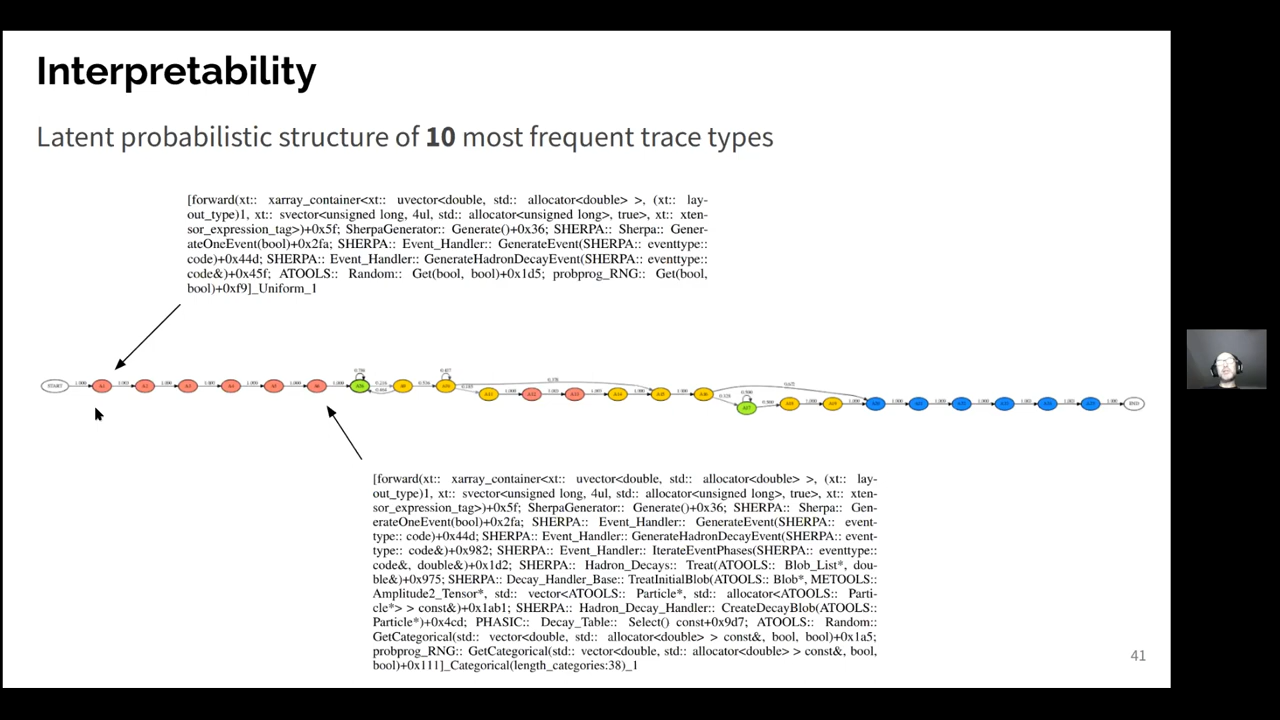 Interpretability
Latent probabilistic structure of 10 most frequent trace types
[forward(xt:: xarray_container<xt:: uvector<double, std:: allocator<double> >, (xt:: lay-
out_type)1, xt:: svector<unsigned long, 4ul, std:: allocator<unsigned long>, true>, xt:: xten-
sor_expression_tag>)+0x5f; SherpaGenerator:: Generate()+0x36; SHERPA:: Sherpa:: Gener-
ateOneEvent(bool)+0x2fa; SHERPA:: Event_Handler:: GenerateEvent(SHERPA:: eventtype::
code)+0x44d; SHERPA:: Event_Handler:: GenerateHadronDecayEvent(SHERPA:: eventtype::
code&)+0x45f; ATOOLS:: Random:: Get(bool, bool)+0x1d5; probprog_RNG:: Get(bool,
bool)+0xf9]_Uniform_1
START A1 A2 A3 A4 A5 A6
END
[forward(xt:: xarray_container<xt:: uvector<double, std:: allocator<double> >, (xt:: lay-
out_type)1, xt:: svector<unsigned long, 4ul, std:: allocator<unsigned long>, true>, xt:: xten-
sor_expression_tag>)+0x5f; SherpaGenerator:: Generate()+0x36; SHERPA:: Sherpa:: Gen-
erateOneEvent(bool)+0x2fa; SHERPA:: Event_Handler:: GenerateEvent(SHERPA:: event-
type:: code)+0x44d; SHERPA:: Event_Handler:: GenerateHadronDecayEvent(SHERPA:: event-
type:: code&)+0x982; SHERPA:: Event_Handler:: IterateEventPhases(SHERPA:: eventtype::
code&, double&)+0x1d2; SHERPA:: Hadron_Decays:: Treat(ATOOLS:: Blob_List*, dou-
ble&)+0x975; SHERPA:: Decay_Handler_Base:: TreatInitialBlob(ATOOLS:: Blob*, METOOLS::
Amplitude2_Tensor*, std:: vector<ATOOLS:: Particle*, std:: allocator<ATOOLS:: Parti-
cle*> > const&)+0x1ab1; SHERPA:: Hadron_Decay_Handler:: CreateDecayBlob(ATOOLS::
Particle*)+0x4cd; PHASIC:: Decay_Table:: Select() const+0x9d7; ATOOLS:: Random::
GetCategorical(std:: vector<double, std:: allocator<double> > const&, bool, bool)+0x1a5;
probprog_RNG:: GetCategorical(std:: vector<double, std:: allocator<double> > const&, bool,
bool)+0x111]_Categorical(length_categories:38)_1
41